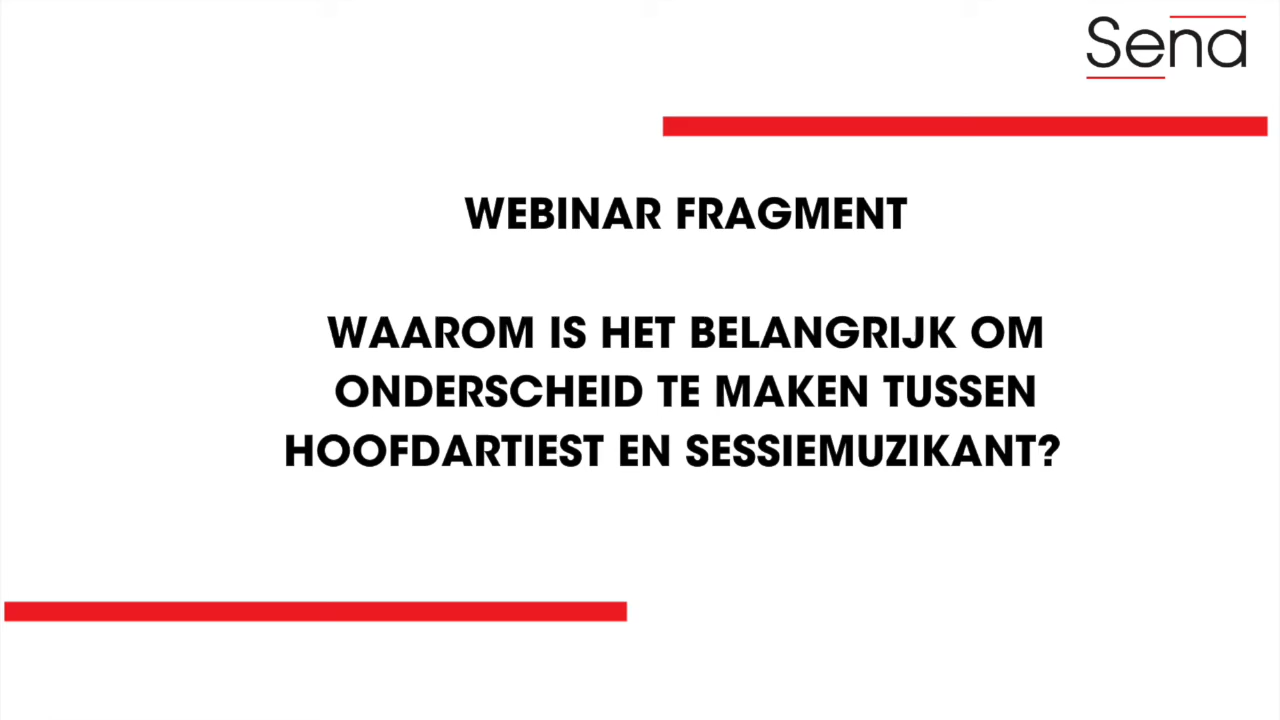 Sena
WEBINAR FRAGMENT
WAAROM IS HET BELANGRIJK OM
ONDERSCHEID TE MAKEN TUSSEN
HOOFDARTIEST EN SESSIEMUZIKANT?